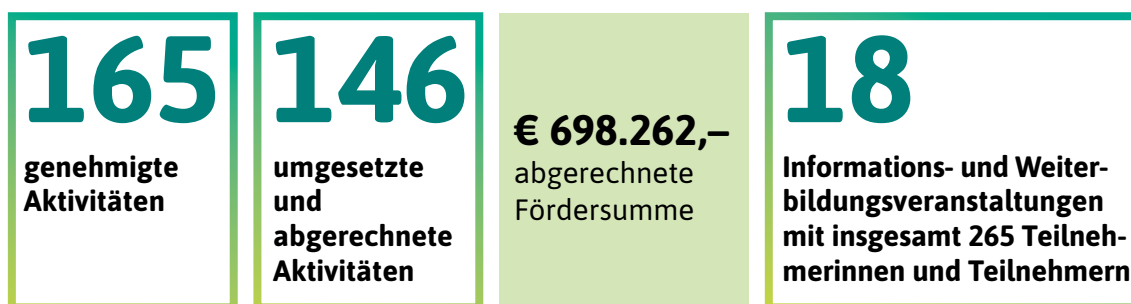 165
genehmigte
Aktivitäten
146
umgesetzte
und
abgerechnete
Aktivitäten
€ 698.262,–
abgerechnete
Fördersumme
18
Informations- und Weiter-
bildungsveranstaltungen
mit insgesamt 265 Teilneh-
merinnen und Teilnehmern